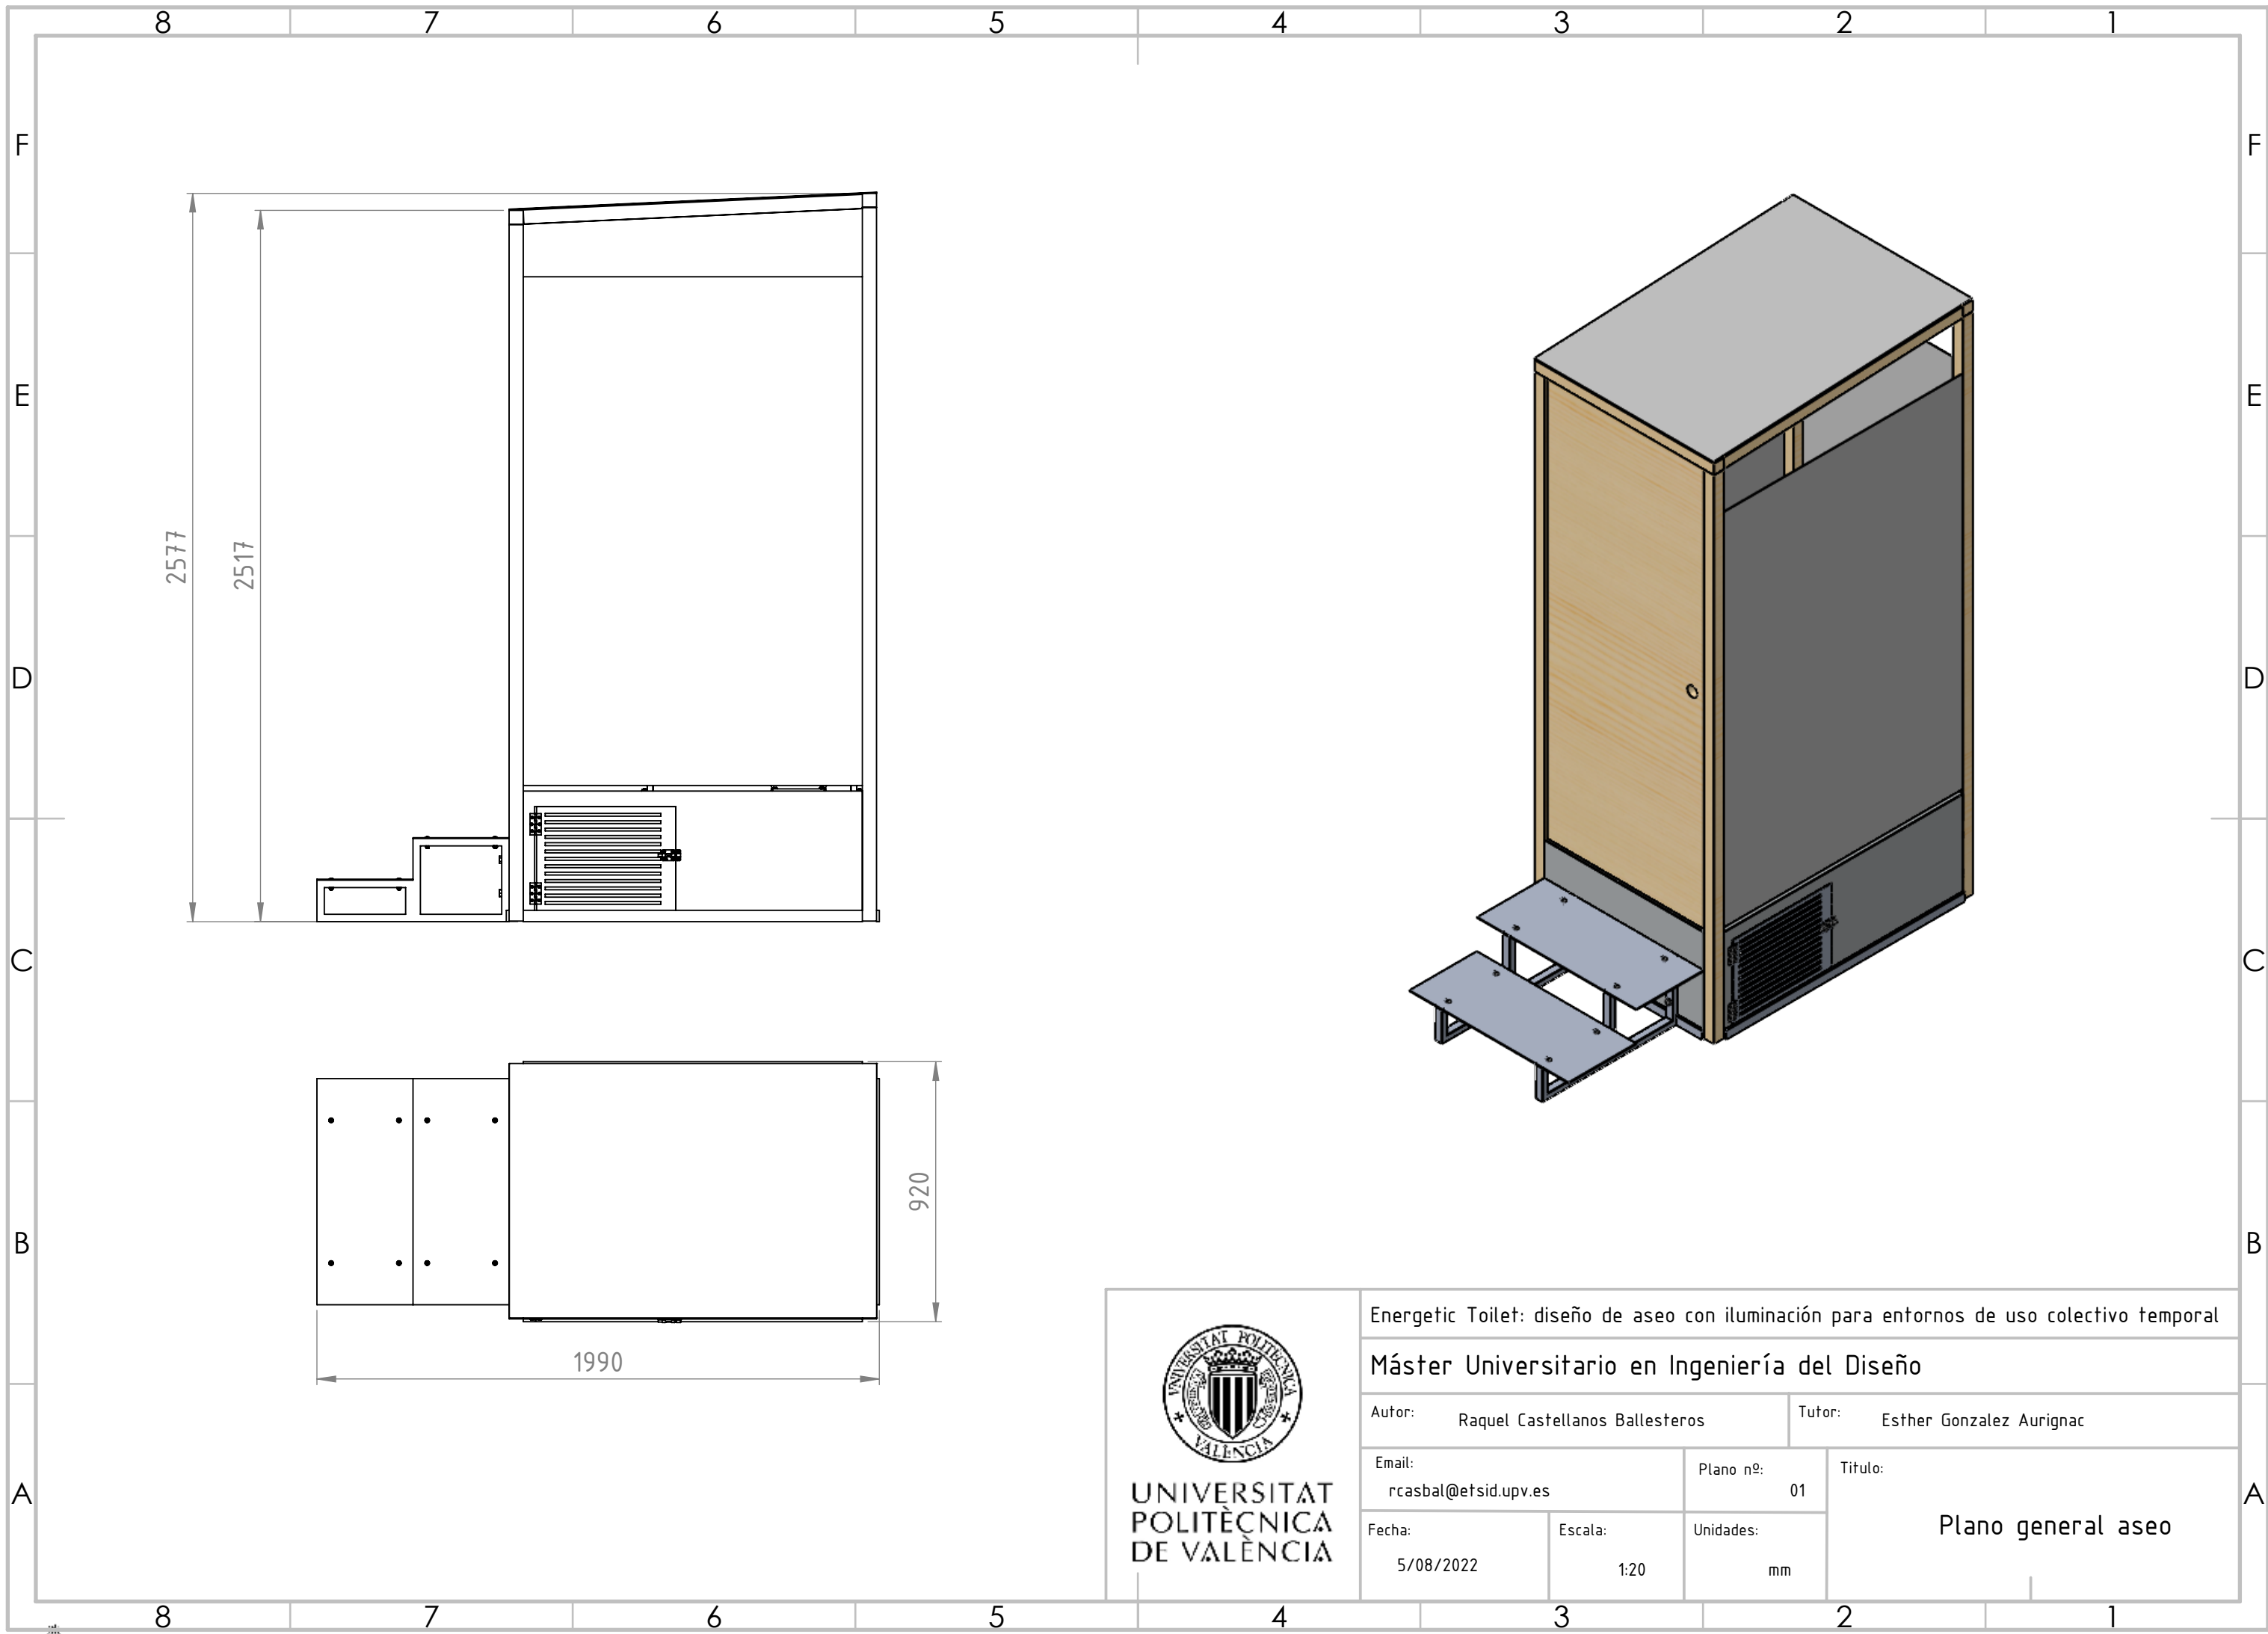 8 7 6 5 4 3 2 1
F F
E E
D D
C C
B B
A A
2577
2517
920
1990
UNIVERSITAT POLITECNICA
VALÈNCIA
UNIVERSITAT
POLITÈCNICA
DE VALÈNCIA
Energetic Toilet: diseño de aseo con iluminación para entornos de uso colectivo temporal
Máster Universitario en Ingeniería del Diseño
Autor: Raquel Castellanos Ballesteros
Tutor: Esther Gonzalez Aurignac
Email:
rcasbal@etsid.upv.es
Plano nº:
01
Titulo:
Plano general aseo
Fecha:
5/08/2022
Escala:
1:20
Unidades:
mm
8 7 6 5 4 3 2 1